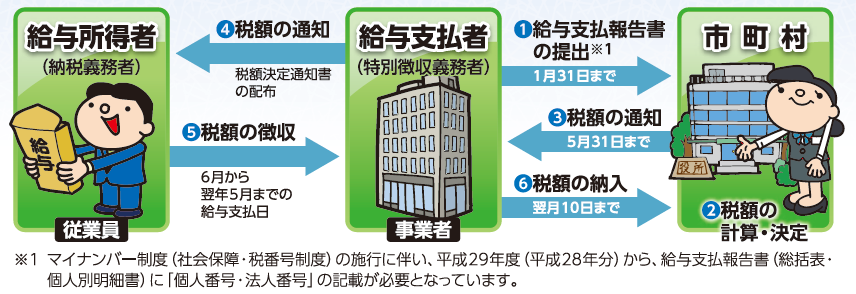 給与所得者
(納税義務者)
給与
従業員
❹税額の通知
税額決定通知書
の配布
❺税額の徴収
6月から
翌年5月までの
給与支払日
給与支払者
(特別徴収義務者)
事業者
❶給与支払報告書
の提出※1
1月31日まで
❸税額の通知
5月31日まで
❻税額の納入
翌月10日まで
市町村
役所
❷税額の
計算・決定
※1 マイナンバー制度(社会保障・税番号制度)の施行に伴い、平成29年度(平成28年分)から、給与支払報告書(総括表・
個人別明細書)に「個人番号・法人番号」の記載が必要となっています。